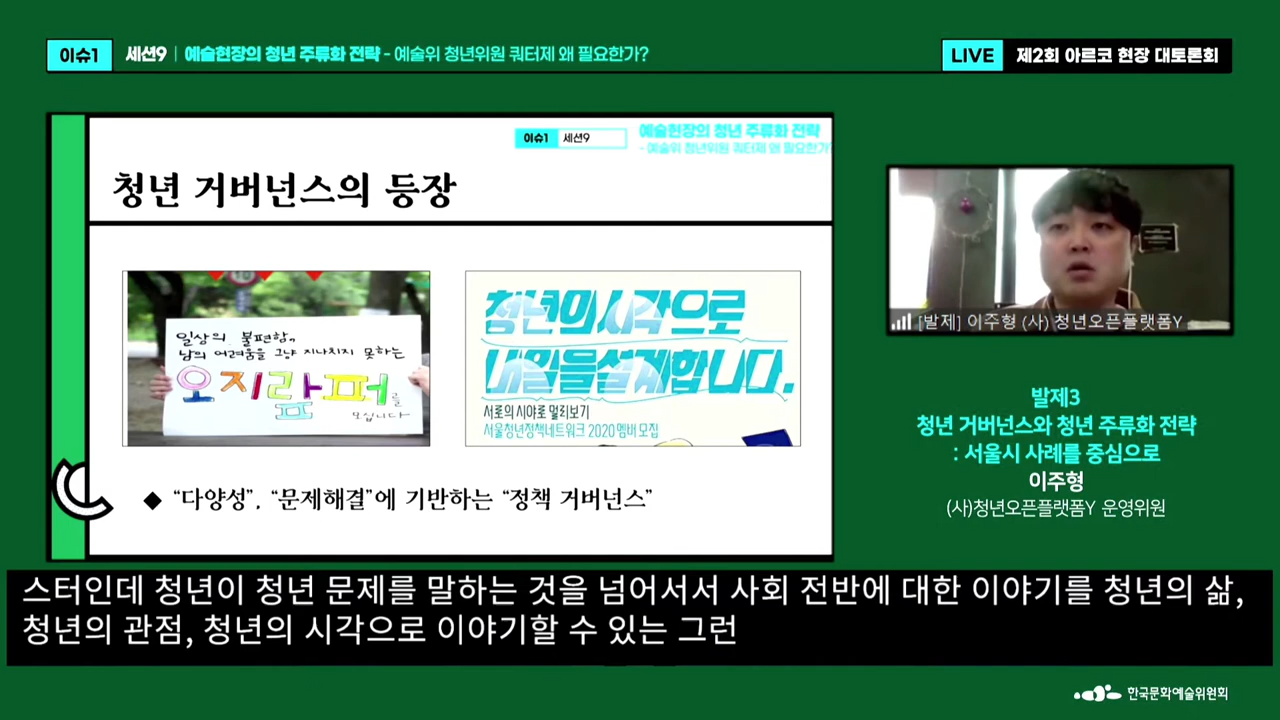 이슈1 세션9 | 예술현장의 청년 주류화 전략 - 예술위 청년위원 쿼터제 왜 필요한가?
LIVE 제2회 아르코 현장 대토론회
이슈1 세션9
예술현장의 청년 주류화 전략
- 예술위 청년위원 쿼터제 왜 필요한가?
청년 거버넌스의 등장
일상의 불편함,
남의 어려움을 그냥 지나치지 못하는
오지랖퍼를
모십니다
청년의 시각으로
내일을 설계합니다.
서로의 시야로 멀리보기
서울청년정책네트워크 2020 멤버 모집
◆ “다양성”, “문제해결”에 기반하는 “정책 거버넌스”
[발제] 이주형 (사) 청년오픈플랫폼Y
발제3
청년 거버넌스와 청년 주류화 전략
: 서울시 사례를 중심으로
이주형
(사)청년오픈플랫폼Y 운영위원
스터인데 청년이 청년 문제를 말하는 것을 넘어서서 사회 전반에 대한 이야기를 청년의 삶,
청년의 관점, 청년의 시각으로 이야기할 수 있는 그런
한국문화예술위원회